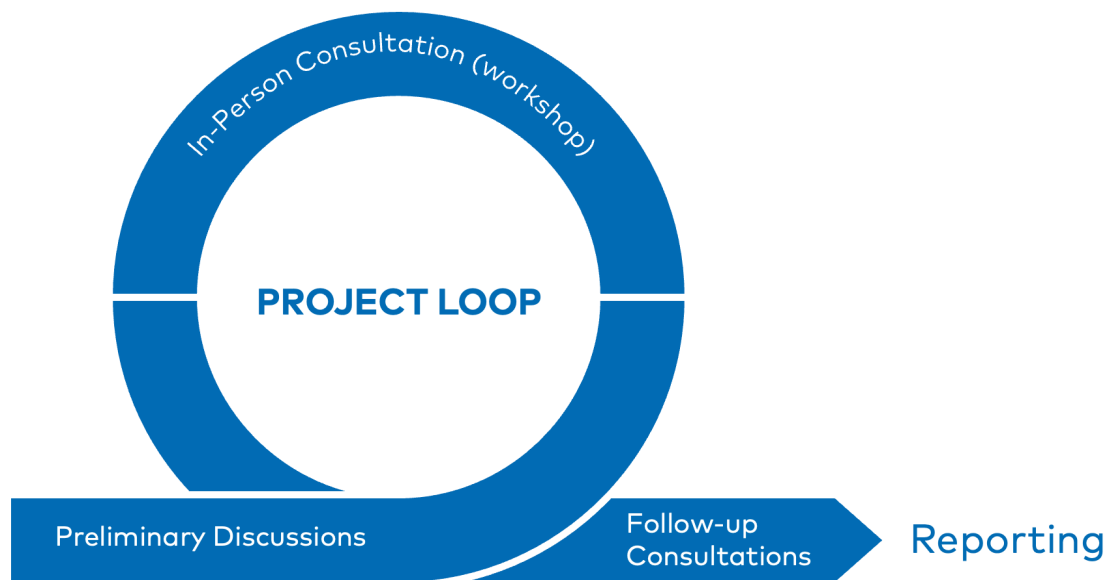 In-Person Consultation (workshop)
PROJECT LOOP
Preliminary Discussions
Follow-up
Consultations
Reporting